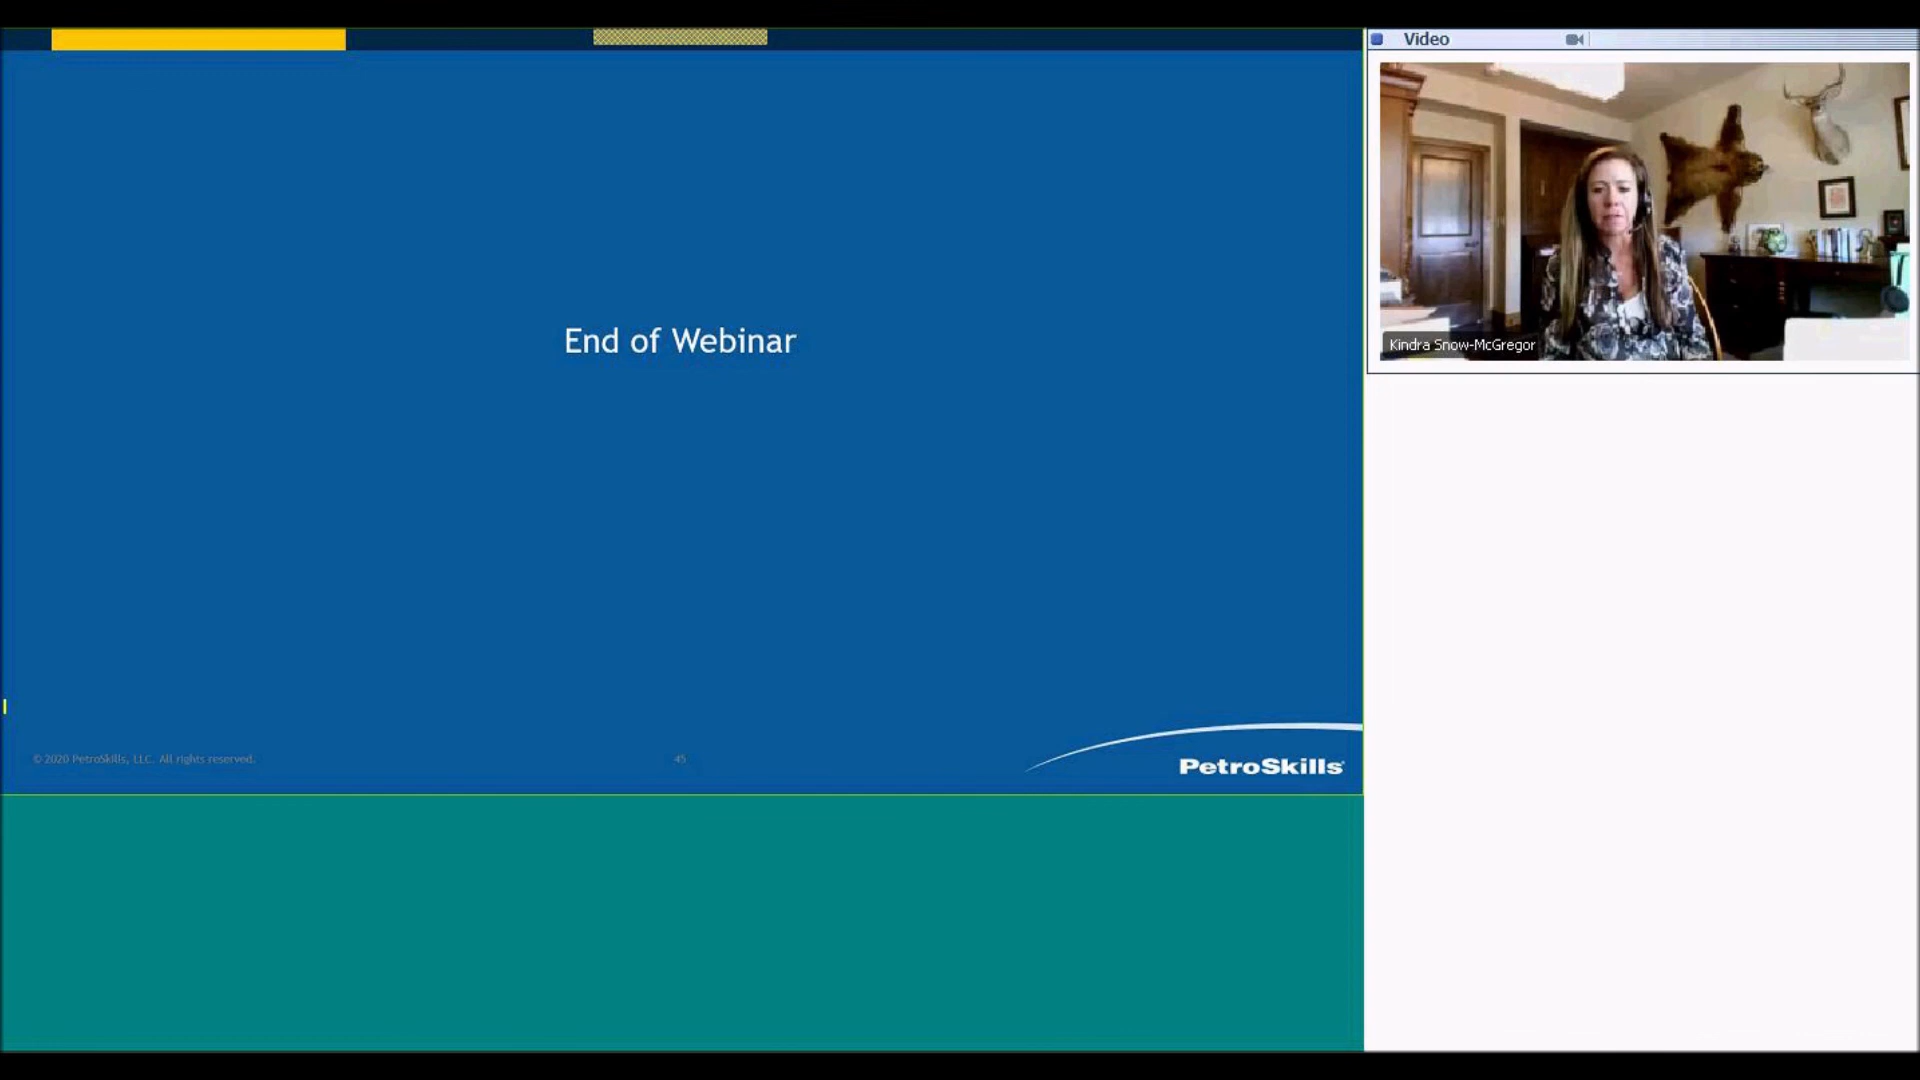 Video
Kindra Snow-McGregor
End of Webinar
© 2020 PetroSkills, LLC. All rights reserved.
45
PetroSkills